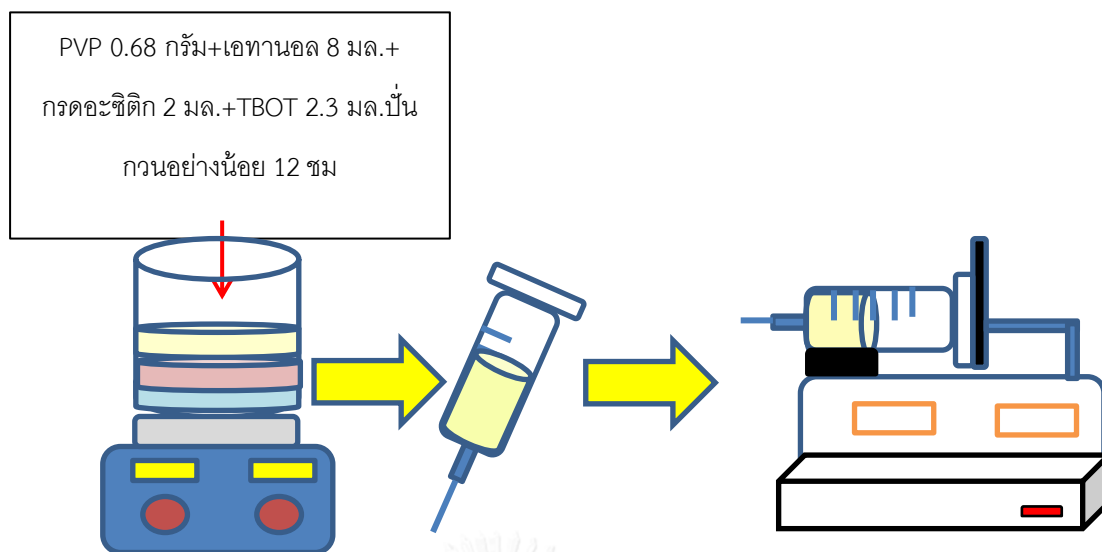 PVP 0.68 กรัม+เอทานอล 8 มล.+
กรดอะซิติก 2 มล.+TBOT 2.3 มล.ปั่น
กวนอย่างน้อย 12 ชม